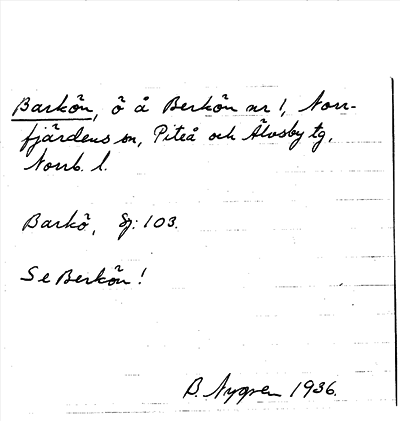 Barkön, ö å Berkön nr 1, Norr-
fjärdens sn, Piteå och Älvsby tg,
Norrb. l.
Barkö, Sj: 103.
Se Berkön!
B. Nygren 1936.